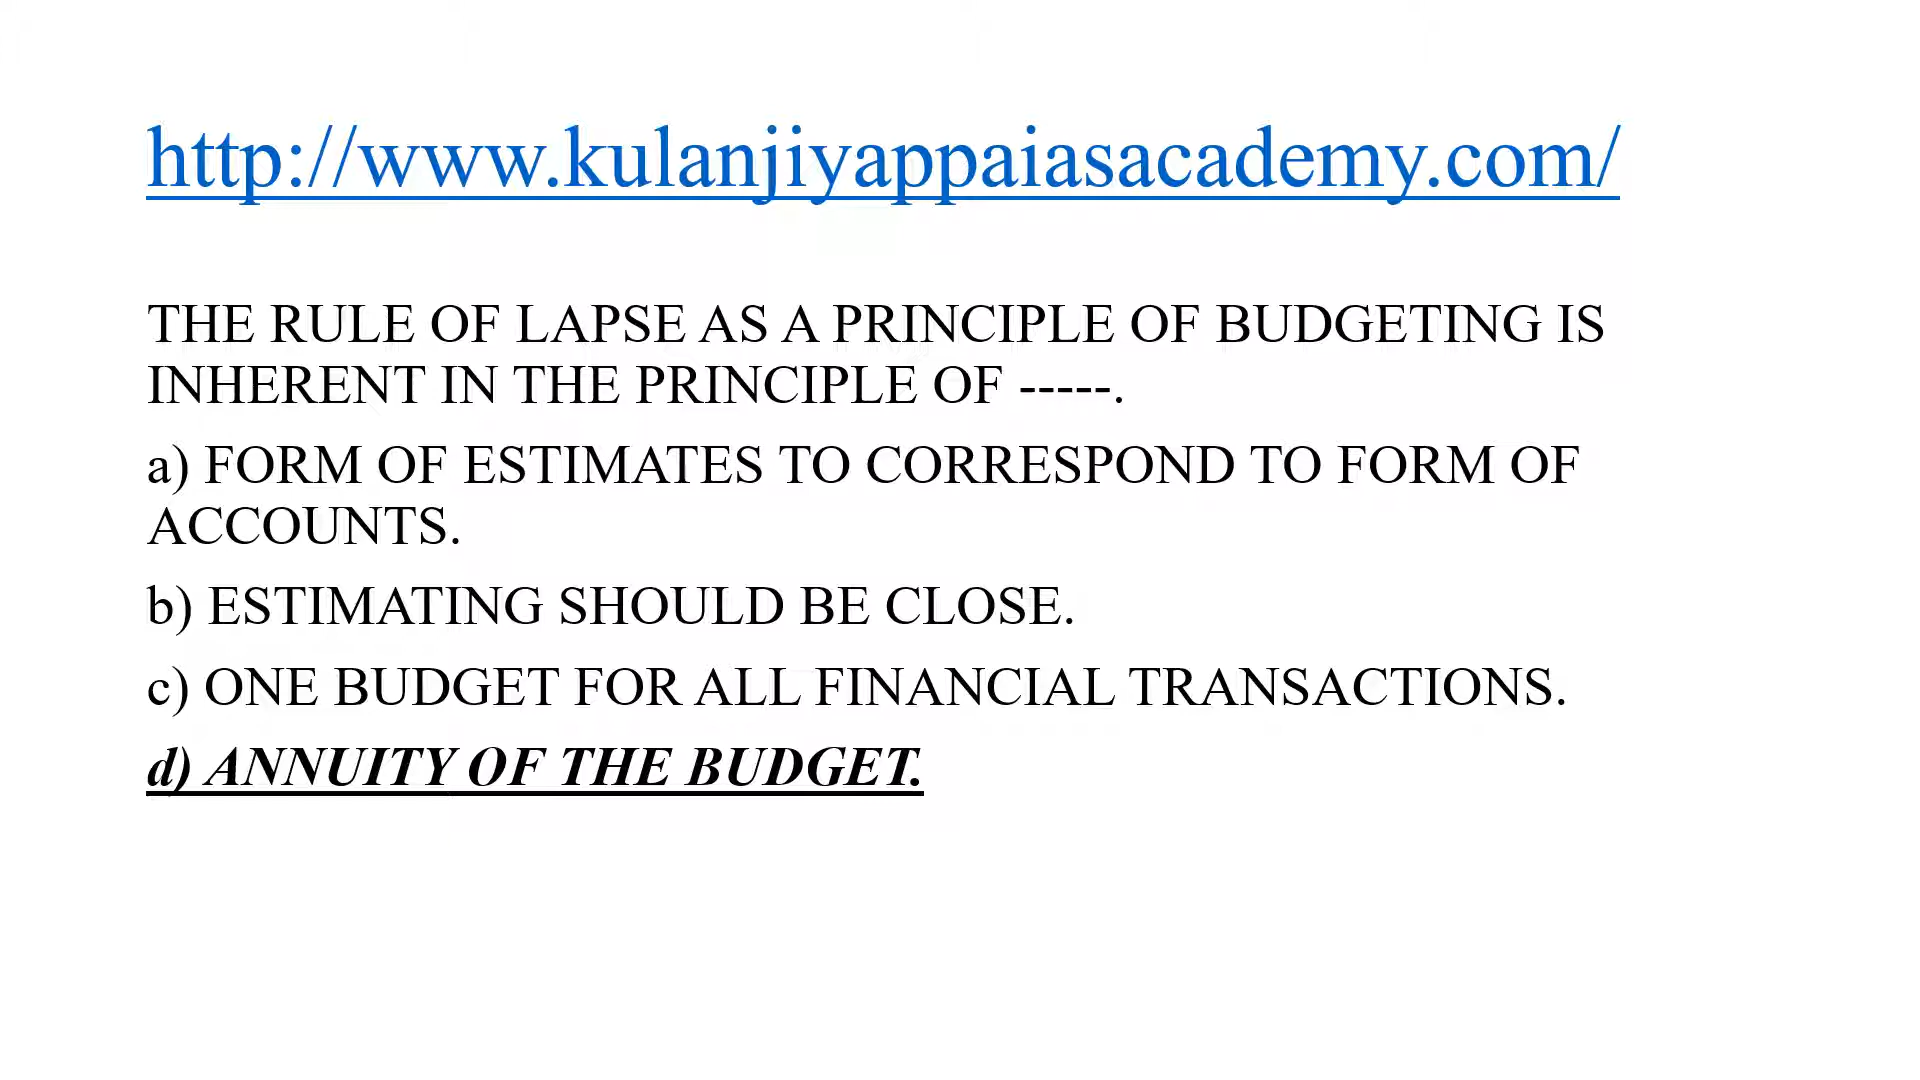 http://www.kulanjiyappaiasacademy.com/
THE RULE OF LAPSE AS A PRINCIPLE OF BUDGETING IS
INHERENT IN THE PRINCIPLE OF -----.
a) FORM OF ESTIMATES TO CORRESPOND TO FORM OF
ACCOUNTS.
b) ESTIMATING SHOULD BE CLOSE.
c) ONE BUDGET FOR ALL FINANCIAL TRANSACTIONS.
d) ANNUITY OF THE BUDGET.